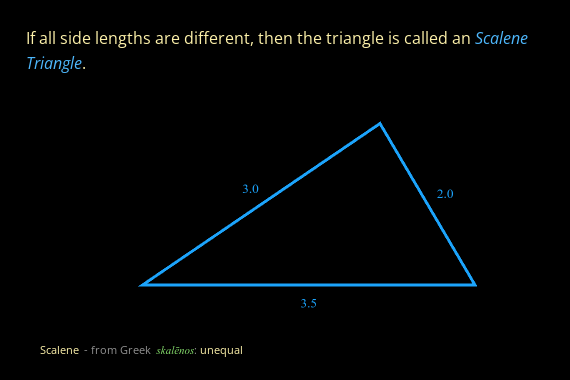 If all side lengths are different, then the triangle is called an Scalene
Triangle.
3.0
2.0
3.5
Scalene - from Greek skalēnos: unequal